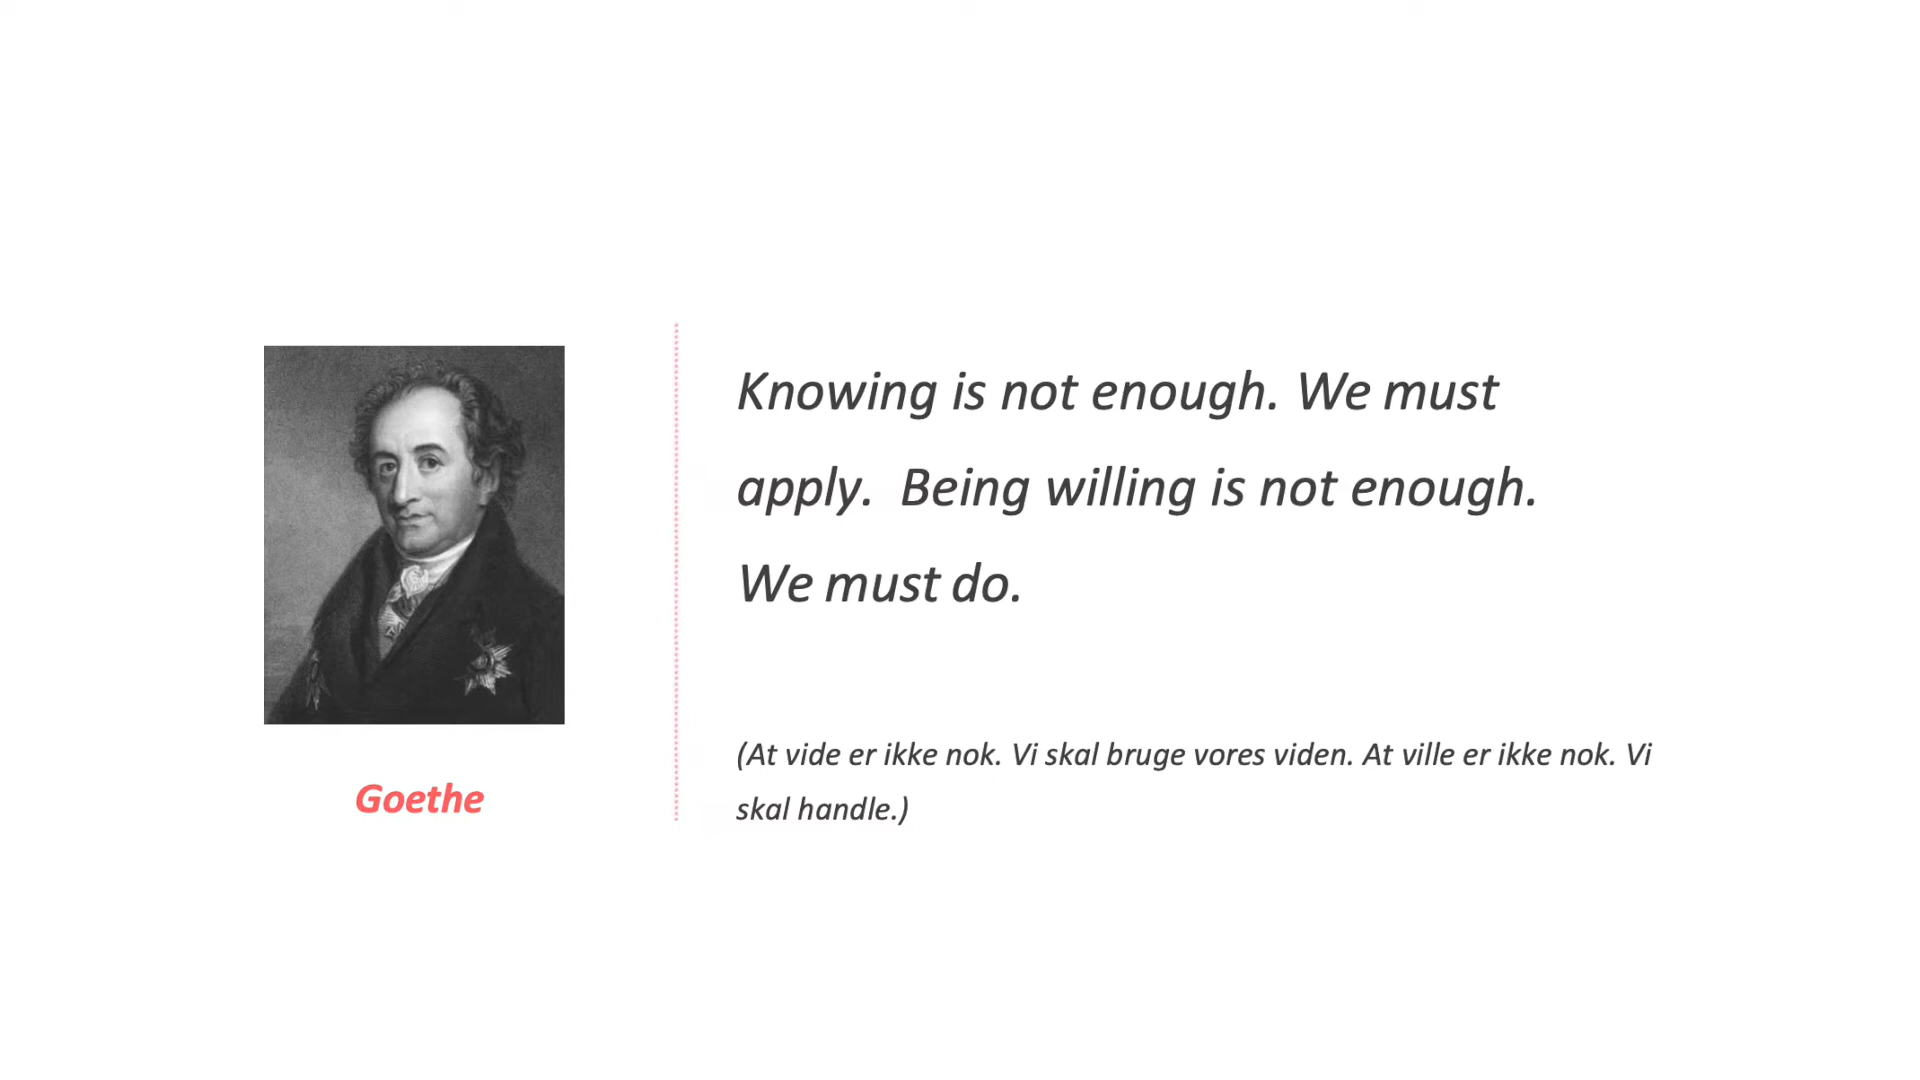 Knowing is not enough. We must
apply.  Being willing is not enough.
We must do.
(At vide er ikke nok. Vi skal bruge vores viden. At ville er ikke nok. Vi
skal handle.)
Goethe